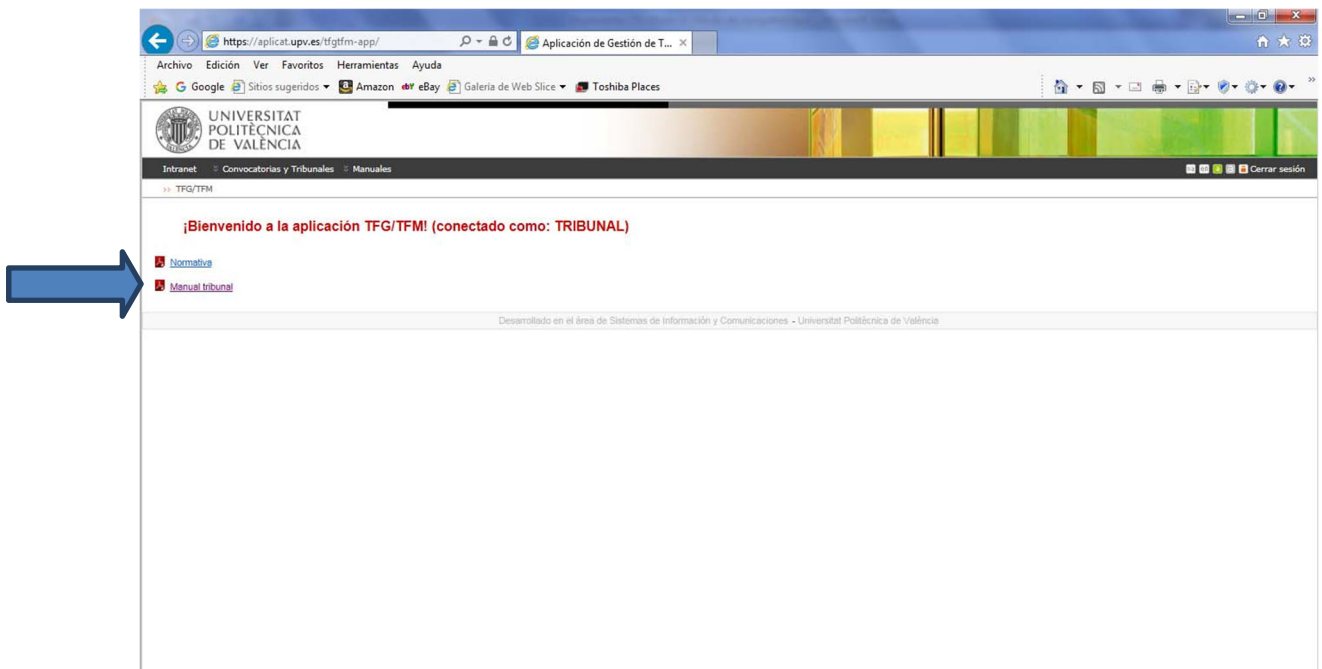 https://aplicat.upv.es/tfgtfm-app/
Aplicación de Gestión de T...
Archivo Edición Ver Favoritos Herramientas Ayuda
Google Sitios sugeridos Amazon eBay Galería de Web Slice Toshiba Places
UNIVERSITAT
POLITÈCNICA
DE VALÈNCIA
Intranet Convocatorias y Tribunales Manuales Cerrar sesión
>> TFG/TFM
¡Bienvenido a la aplicación TFG/TFM! (conectado como: TRIBUNAL)
Normativa
Manual tribunal
Desarrollado en el área de Sistemas de Información y Comunicaciones - Universitat Politècnica de València